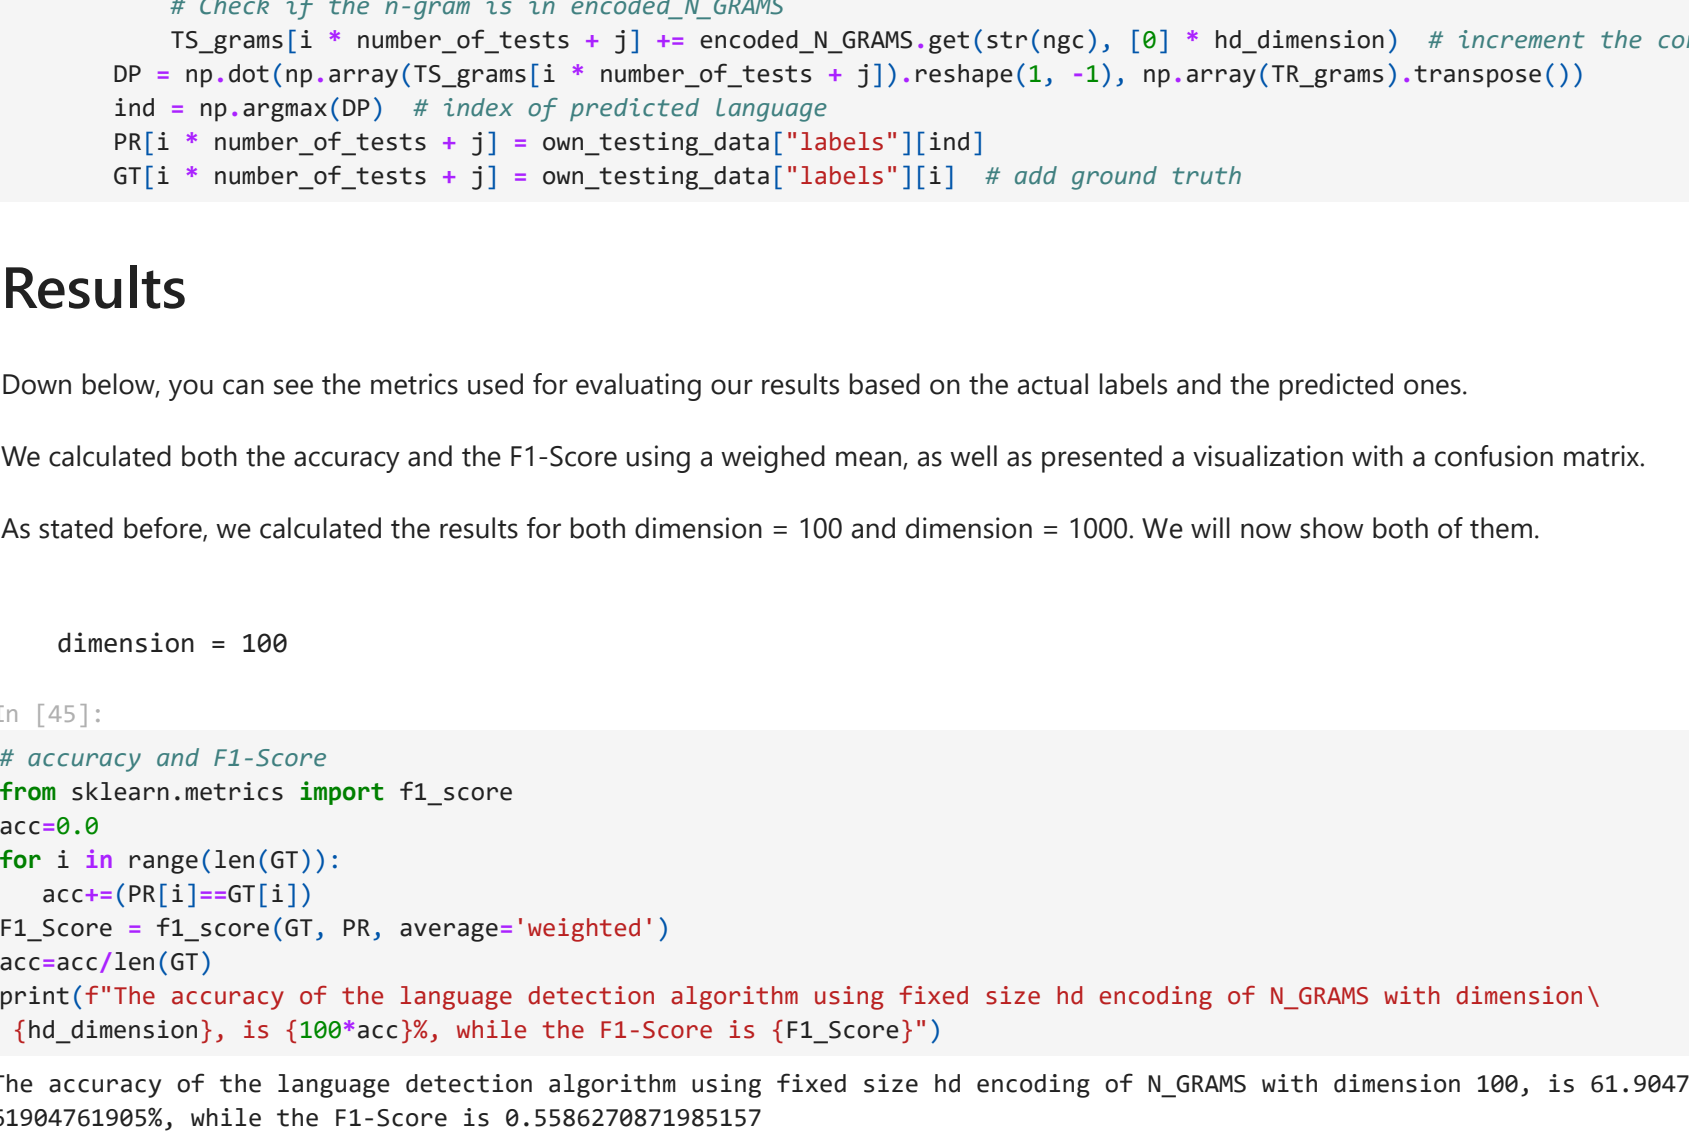 # Check if the n-gram is in encoded_N_GRAMS
TS_grams[i * number_of_tests + j] += encoded_N_GRAMS.get(str(ngc), [0] * hd_dimension)  # increment the
DP = np.dot(np.array(TS_grams[i * number_of_tests + j]).reshape(1, -1), np.array(TR_grams).transpose())
ind = np.argmax(DP)  # index of predicted language
PR[i * number_of_tests + j] = own_testing_data["labels"][ind]
GT[i * number_of_tests + j] = own_testing_data["labels"][i]  # add ground truth
Results
Down below, you can see the metrics used for evaluating our results based on the actual labels and the predicted ones.
We calculated both the accuracy and the F1-Score using a weighed mean, as well as presented a visualization with a confusion matrix.
As stated before, we calculated the results for both dimension = 100 and dimension = 1000. We will now show both of them.
dimension = 100
In [45]:
# accuracy and F1-Score
from sklearn.metrics import f1_score
acc=0.0
for i in range(len(GT)):
acc+=(PR[i]==GT[i])
F1_Score = f1_score(GT, PR, average='weighted')
acc=acc/len(GT)
print(f"The accuracy of the language detection algorithm using fixed size hd encoding of N_GRAMS with dimension\
{hd_dimension}, is {100*acc}%, while the F1-Score is {F1_Score}")
The accuracy of the language detection algorithm using fixed size hd encoding of N_GRAMS with dimension 100, is 61.9047
61904761905%, while the F1-Score is 0.5586270871985157